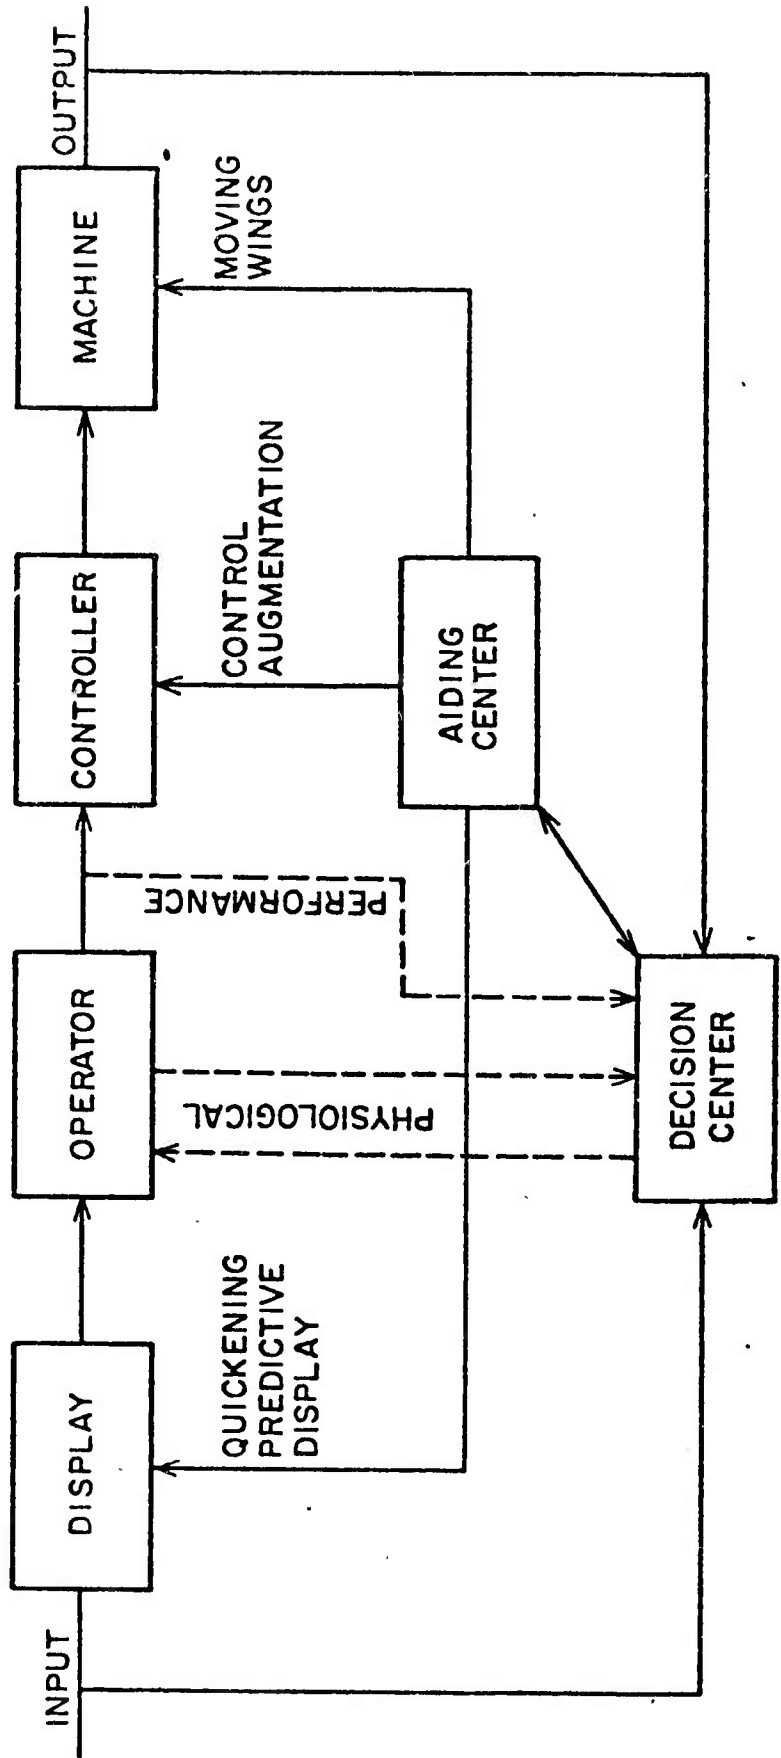 INPUT
DISPLAY
OPERATOR
CONTROLLER
MACHINE
OUTPUT
QUICKENING
PREDICTIVE
DISPLAY
PHYSIOLOGICAL
PERFORMANCE
CONTROL
AUGMENTATION
MOVING
WINGS
AIDING
CENTER
DECISION
CENTER